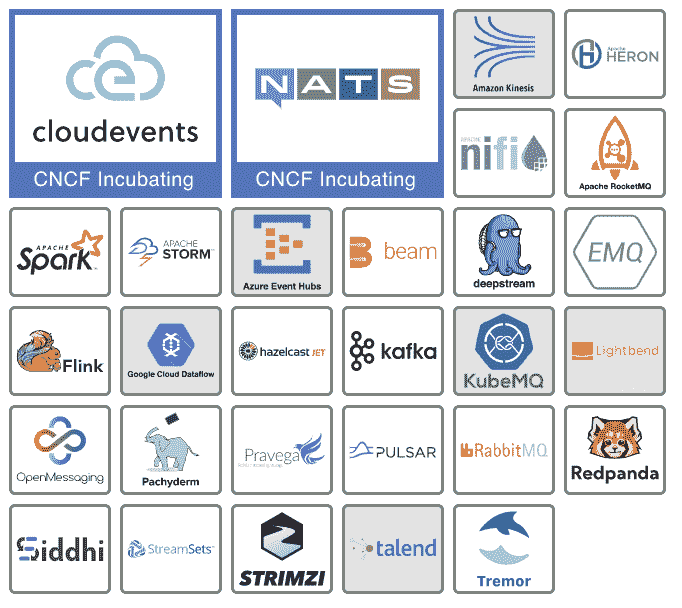 cloudevents
CNCF Incubating
NATS
CNCF Incubating
Amazon Kinesis
Apache
HERON
nifi
Apache RocketMQ
APACHE
Spark
APACHE
STORM
Azure Event Hubs
beam
deepstream
EMQ
Flink
Google Cloud Dataflow
hazelcast JET
kafka
KubeMQ
Lightbend
OpenMessaging
Pachyderm
Pravega
PULSAR
RabbitMQ
Redpanda
Siddhi
StreamSets
STRIMZI
talend
Tremor